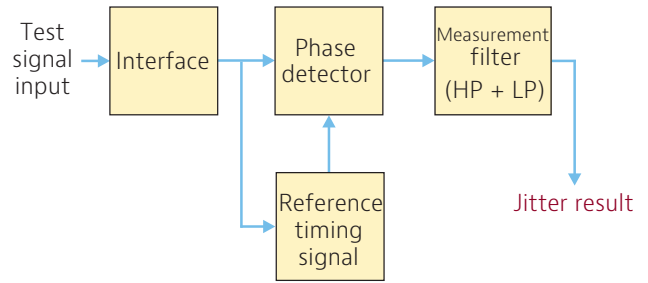 Test
signal
input
Interface
Phase
detector
Measurement
filter
(HP + LP)
Reference
timing
signal
Jitter result